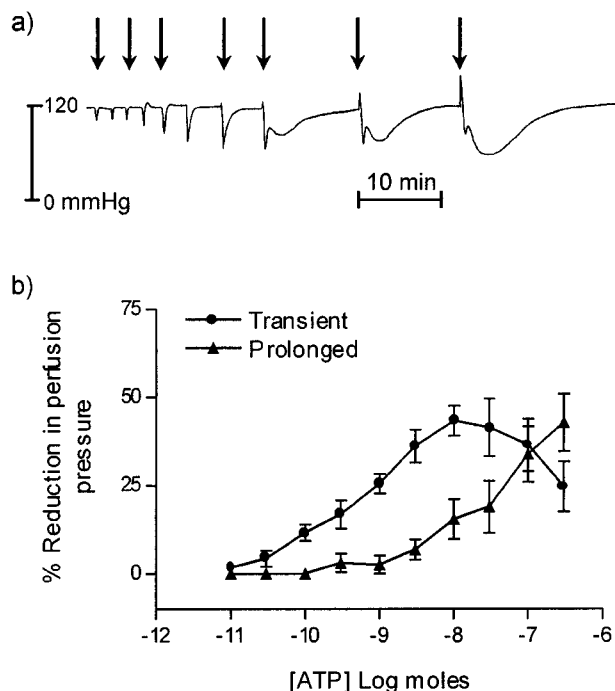 a)
120
0 mmHg
10 min
b)
% Reduction in perfusion
pressure
75
50
25
0
Transient
Prolonged
-12 -11 -10 -9 -8 -7 -6
[ATP] Log moles